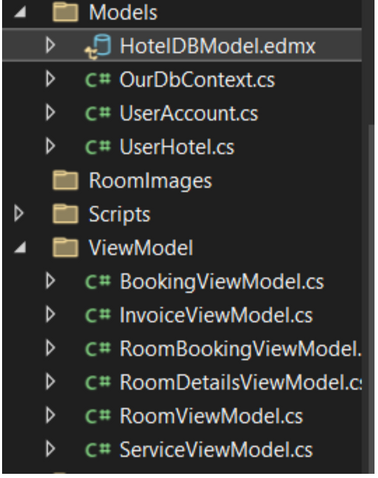 Models
HotelDBModel.edmx
C# OurDbContext.cs
C# UserAccount.cs
C# UserHotel.cs
RoomImages
Scripts
ViewModel
C# BookingViewModel.cs
C# InvoiceViewModel.cs
C# RoomBookingViewModel.
C# RoomDetailsViewModel.cs
C# RoomViewModel.cs
C# ServiceViewModel.cs